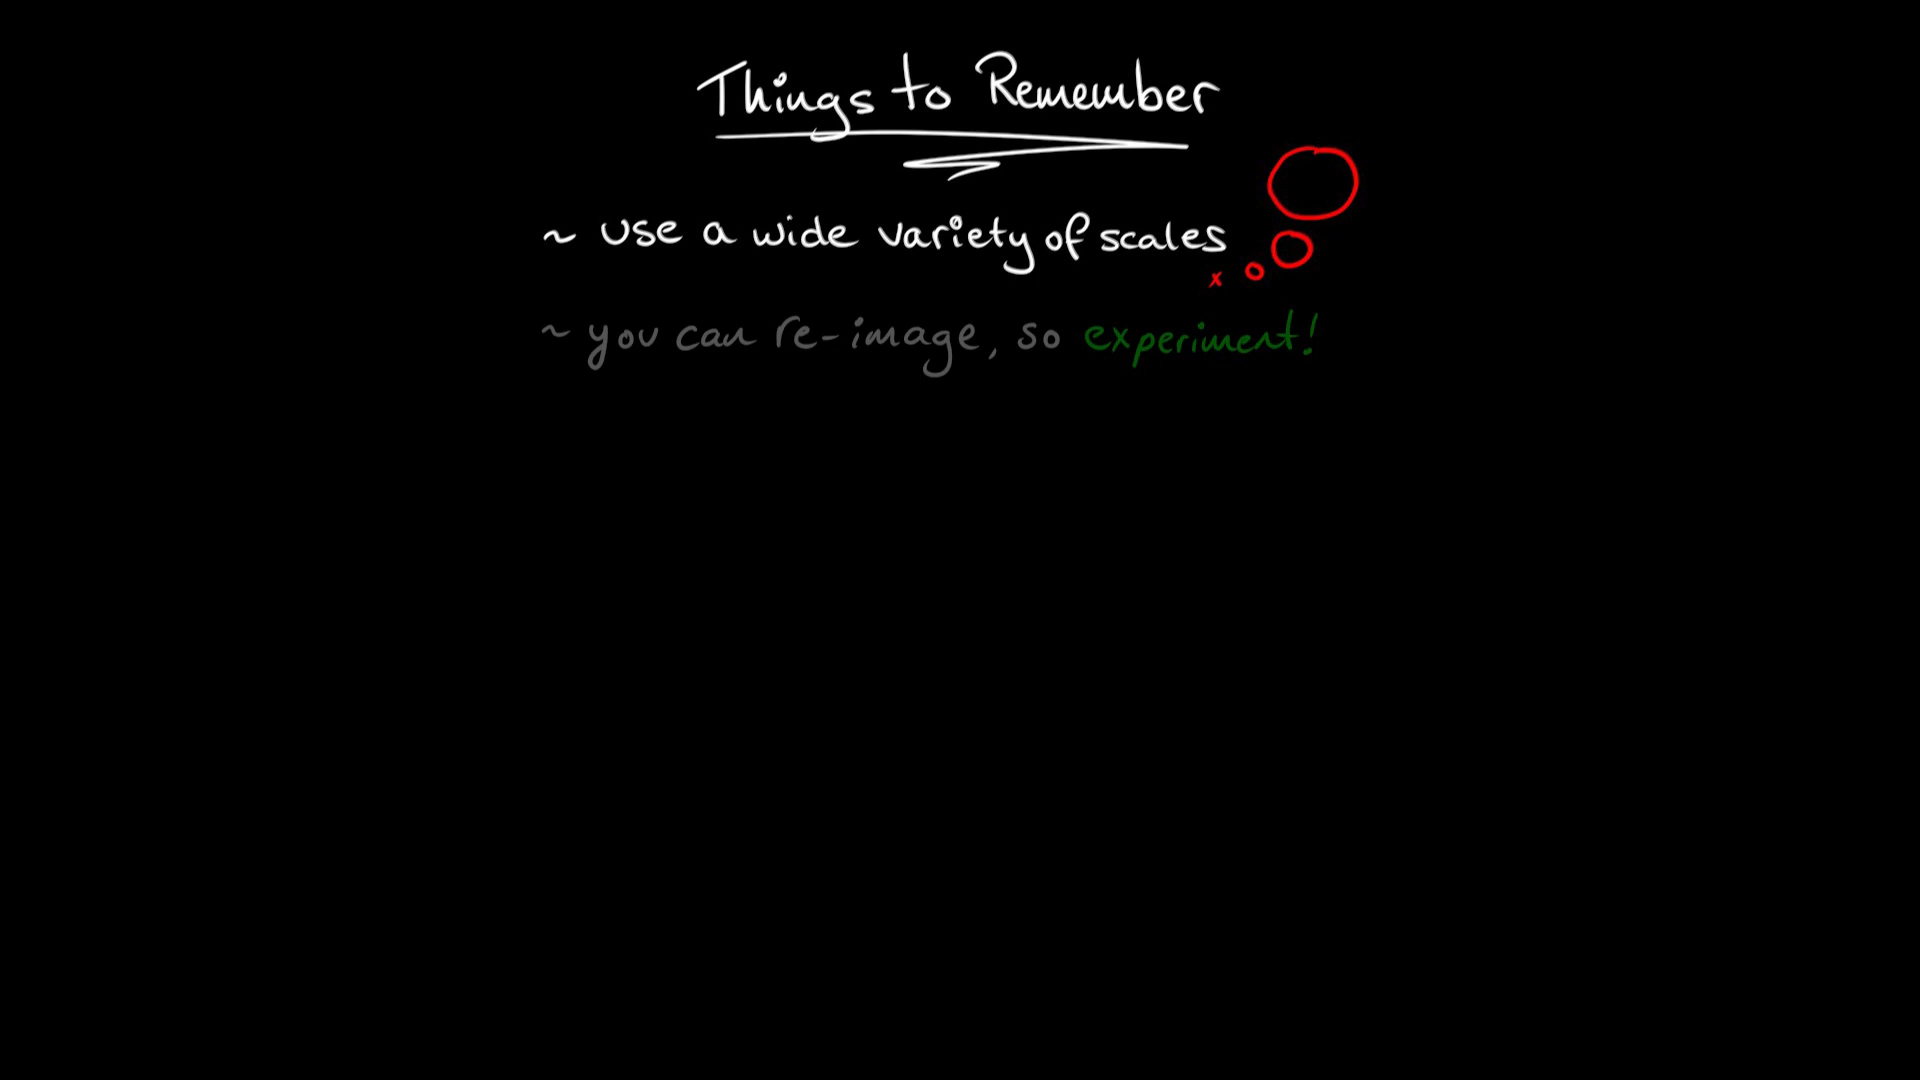 Things to Remember
~ use a wide variety of scales
~ you can re-image, so experiment!